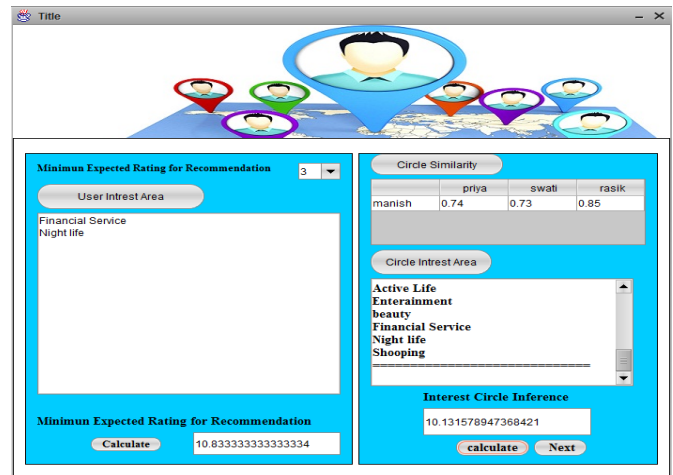 Title
Minimun Expected Rating for Recommendation
3
User Intrest Area
Financial Service
Night life
Minimun Expected Rating for Recommendation
Calculate
10.833333333333334
Circle Similarity
priya swati rasik
manish 0.74 0.73 0.85
Circle Intrest Area
Active Life
Enterainment
beauty
Financial Service
Night life
Shooping
==============================
Interest Circle Inference
10.131578947368421
calculate Next